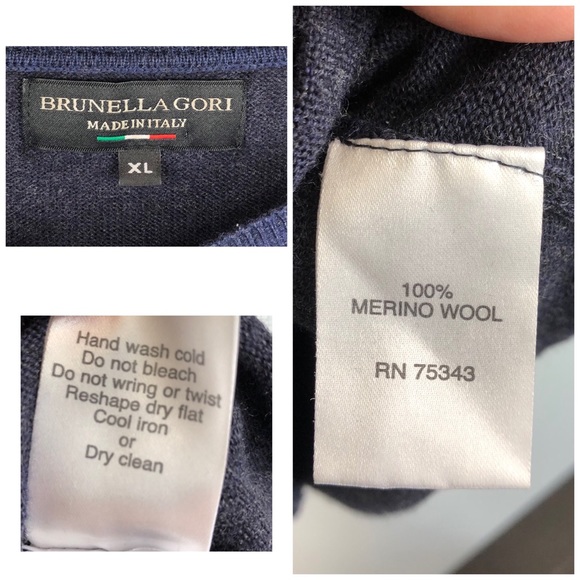 BRUNELLA GORI
MADE IN ITALY
XL
Hand wash cold
Do not bleach
Do not wring or twist
Reshape dry flat
Cool iron
or
Dry clean
100%
MERINO WOOL
RN 75343